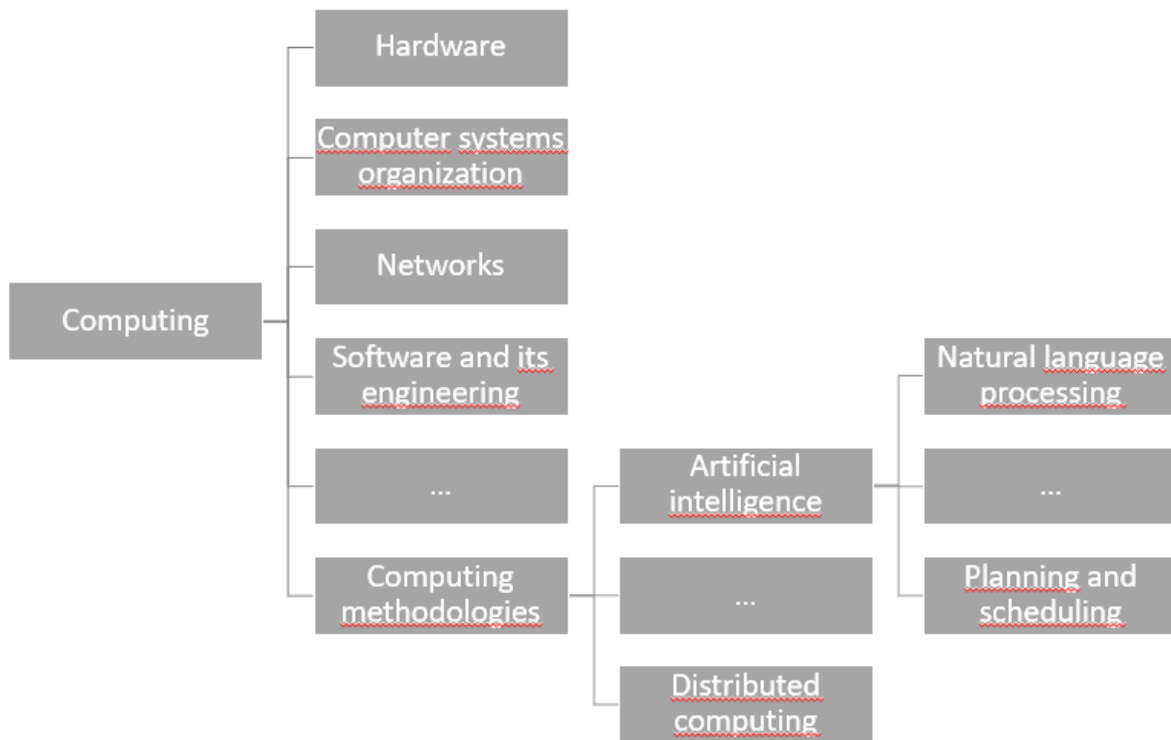 Hardware
Computer systems
organization
Networks
Computing
Software and its
engineering
Natural language
processing
...
Artificial
intelligence
...
Computing
methodologies
...
Planning and
scheduling
Distributed
computing